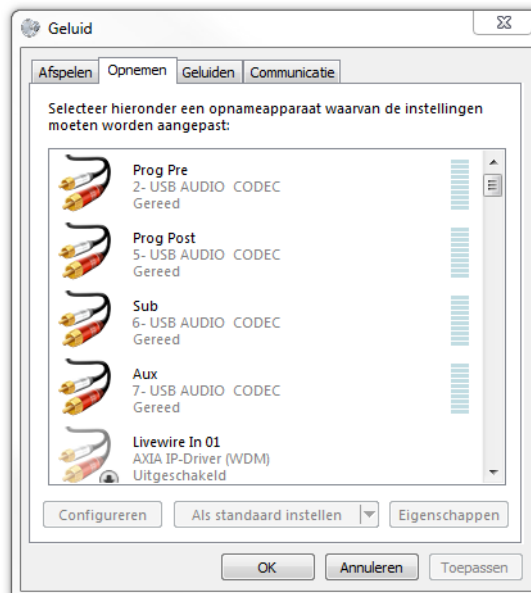 Geluid
Afspelen Opnemen Geluiden Communicatie
Selecteer hieronder een opnameapparaat waarvan de instellingen
moeten worden aangepast:
Prog Pre
2- USB AUDIO CODEC
Gereed
Prog Post
5- USB AUDIO CODEC
Gereed
Sub
6- USB AUDIO CODEC
Gereed
Aux
7- USB AUDIO CODEC
Gereed
Livewire In 01
AXIA IP-Driver (WDM)
Uitgeschakeld
Configureren Als standaard instellen Eigenschappen
OK Annuleren Toepassen